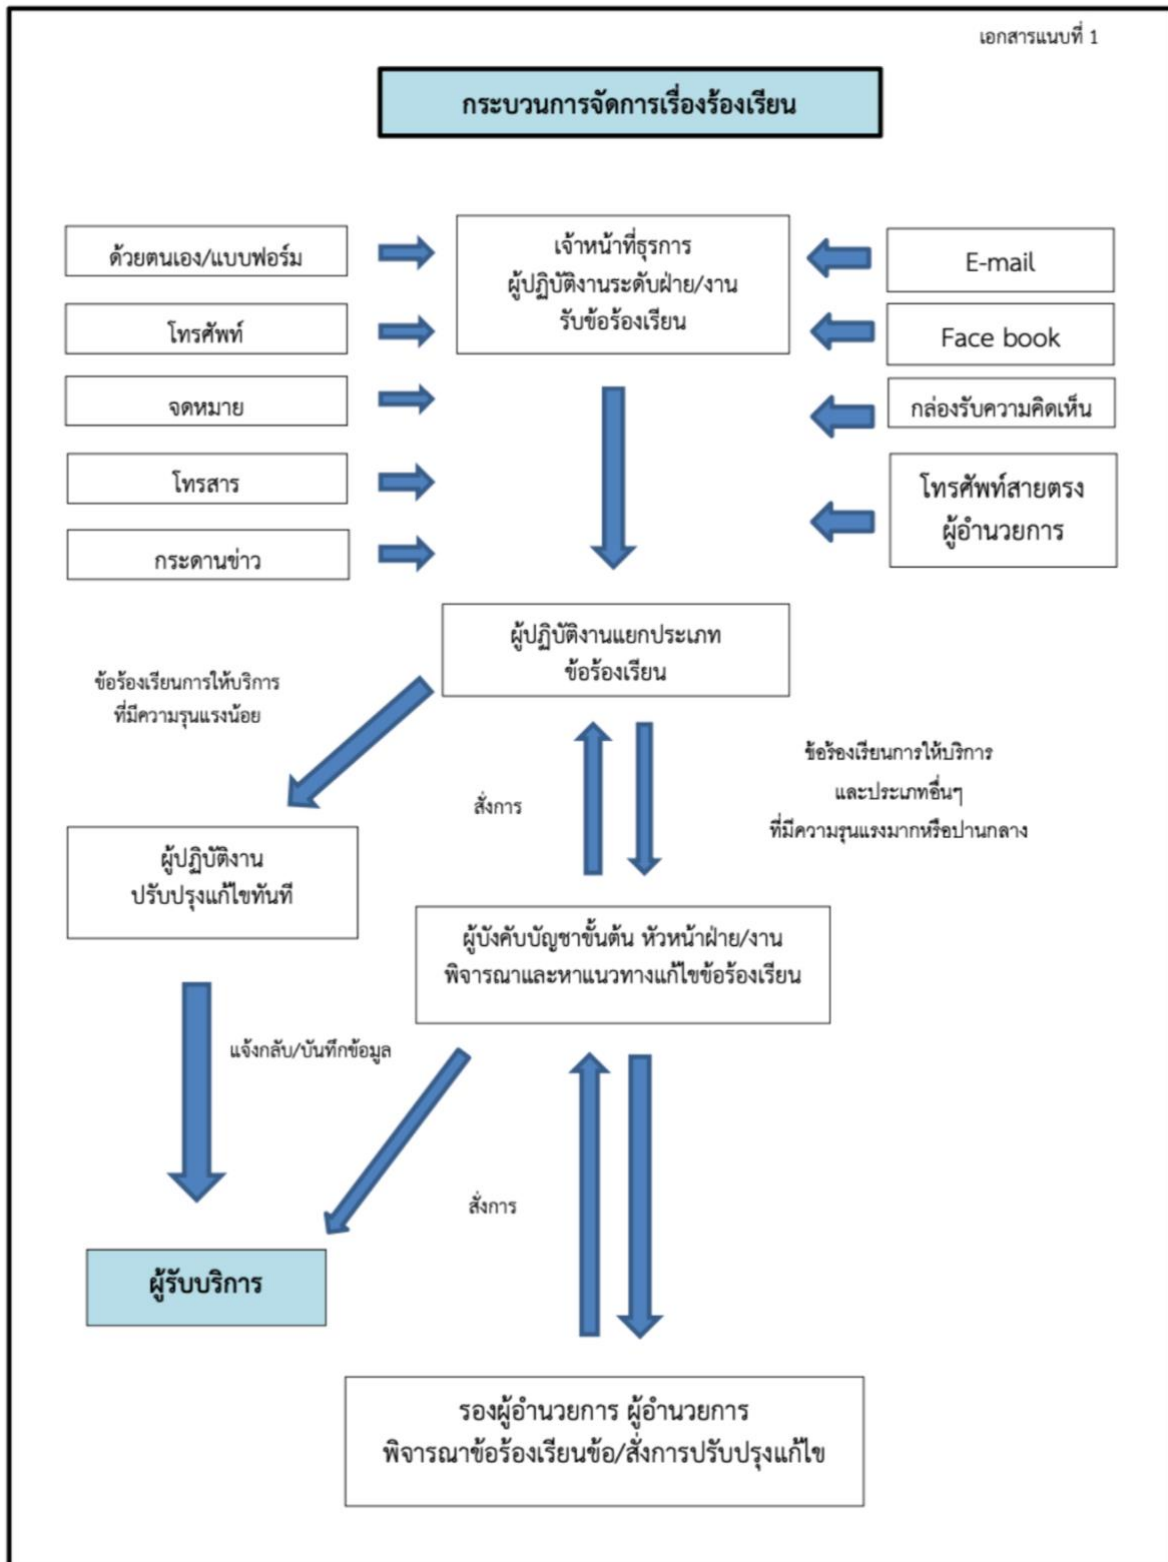 เอกสารแนบที่ 1
กระบวนการจัดการเรื่องร้องเรียน
ด้วยตนเอง/แบบฟอร์ม
โทรศัพท์
จดหมาย
โทรสาร
กระดานข่าว
เจ้าหน้าที่ธุรการ
ผู้ปฏิบัติงานระดับฝ่าย/งาน
รับข้อร้องเรียน
E-mail
Face book
กล่องรับความคิดเห็น
โทรศัพท์สายตรง
ผู้อำนวยการ
ผู้ปฏิบัติงานแยกประเภท
ข้อร้องเรียน
ข้อร้องเรียนการให้บริการ
ที่มีความรุนแรงน้อย
สั่งการ
ข้อร้องเรียนการให้บริการ
และประเภทอื่นๆ
ที่มีความรุนแรงมากหรือปานกลาง
ผู้ปฏิบัติงาน
ปรับปรุงแก้ไขทันที
ผู้บังคับบัญชาขั้นต้น หัวหน้าฝ่าย/งาน
พิจารณาและหาแนวทางแก้ไขข้อร้องเรียน
แจ้งกลับ/บันทึกข้อมูล
สั่งการ
ผู้รับบริการ
รองผู้อำนวยการ ผู้อำนวยการ
พิจารณาข้อร้องเรียนข้อ/สั่งการปรับปรุงแก้ไข